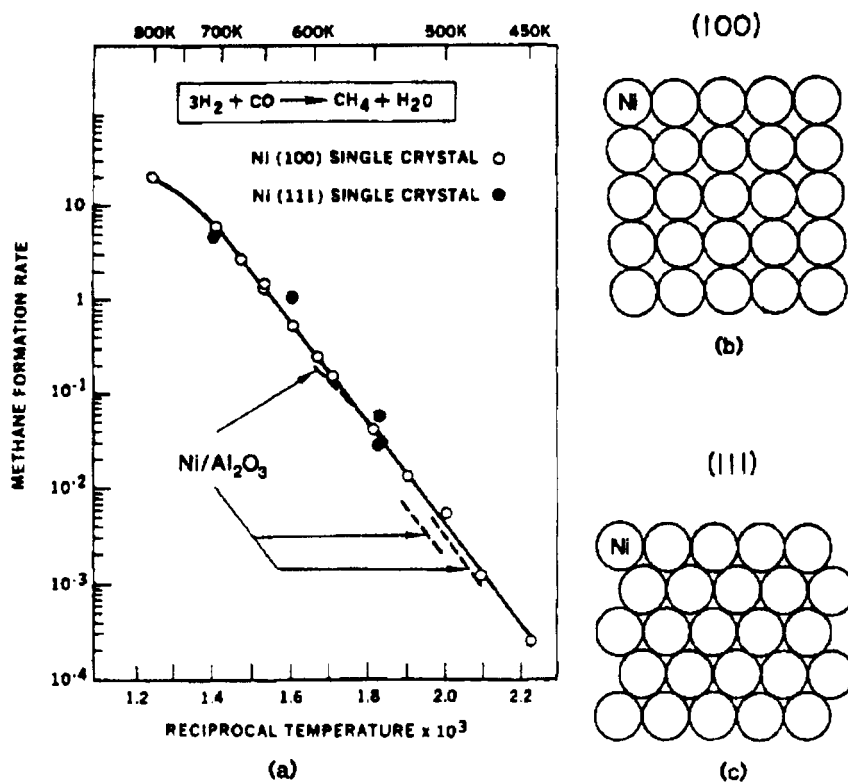 800K 700K 600K 500K 450K
3H₂ + CO ⟶ CH₄ + H₂O
Ni (100) SINGLE CRYSTAL ○
Ni (111) SINGLE CRYSTAL ●
METHANE FORMATION RATE
10
1
10⁻¹
10⁻²
10⁻³
10⁻⁴
Ni/Al₂O₃
1.2 1.4 1.6 1.8 2.0 2.2
RECIPROCAL TEMPERATURE × 10³
(a)
(100)
Ni
(b)
(111)
Ni
(c)